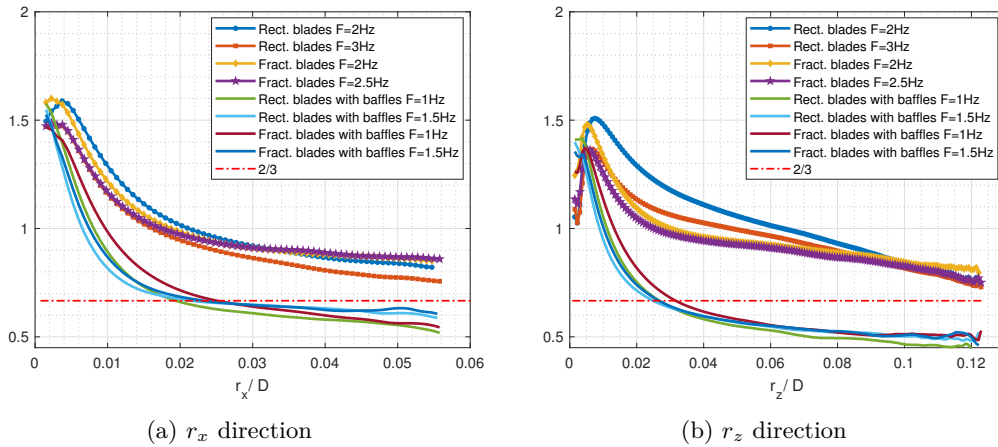 2
1.5
1
0.5
0
0.01
0.02
0.03
0.04
0.05
0.06
r_x/ D
Rect. blades F=2Hz
Rect. blades F=3Hz
Fract. blades F=2Hz
Fract. blades F=2.5Hz
Rect. blades with baffles F=1Hz
Rect. blades with baffles F=1.5Hz
Fract. blades with baffles F=1Hz
Fract. blades with baffles F=1.5Hz
2/3
(a) r_x direction
2
1.5
1
0.5
0
0.02
0.04
0.06
0.08
0.1
0.12
r_z/ D
Rect. blades F=2Hz
Rect. blades F=3Hz
Fract. blades F=2Hz
Fract. blades F=2.5Hz
Rect. blades with baffles F=1Hz
Rect. blades with baffles F=1.5Hz
Fract. blades with baffles F=1Hz
Fract. blades with baffles F=1.5Hz
2/3
(b) r_z direction